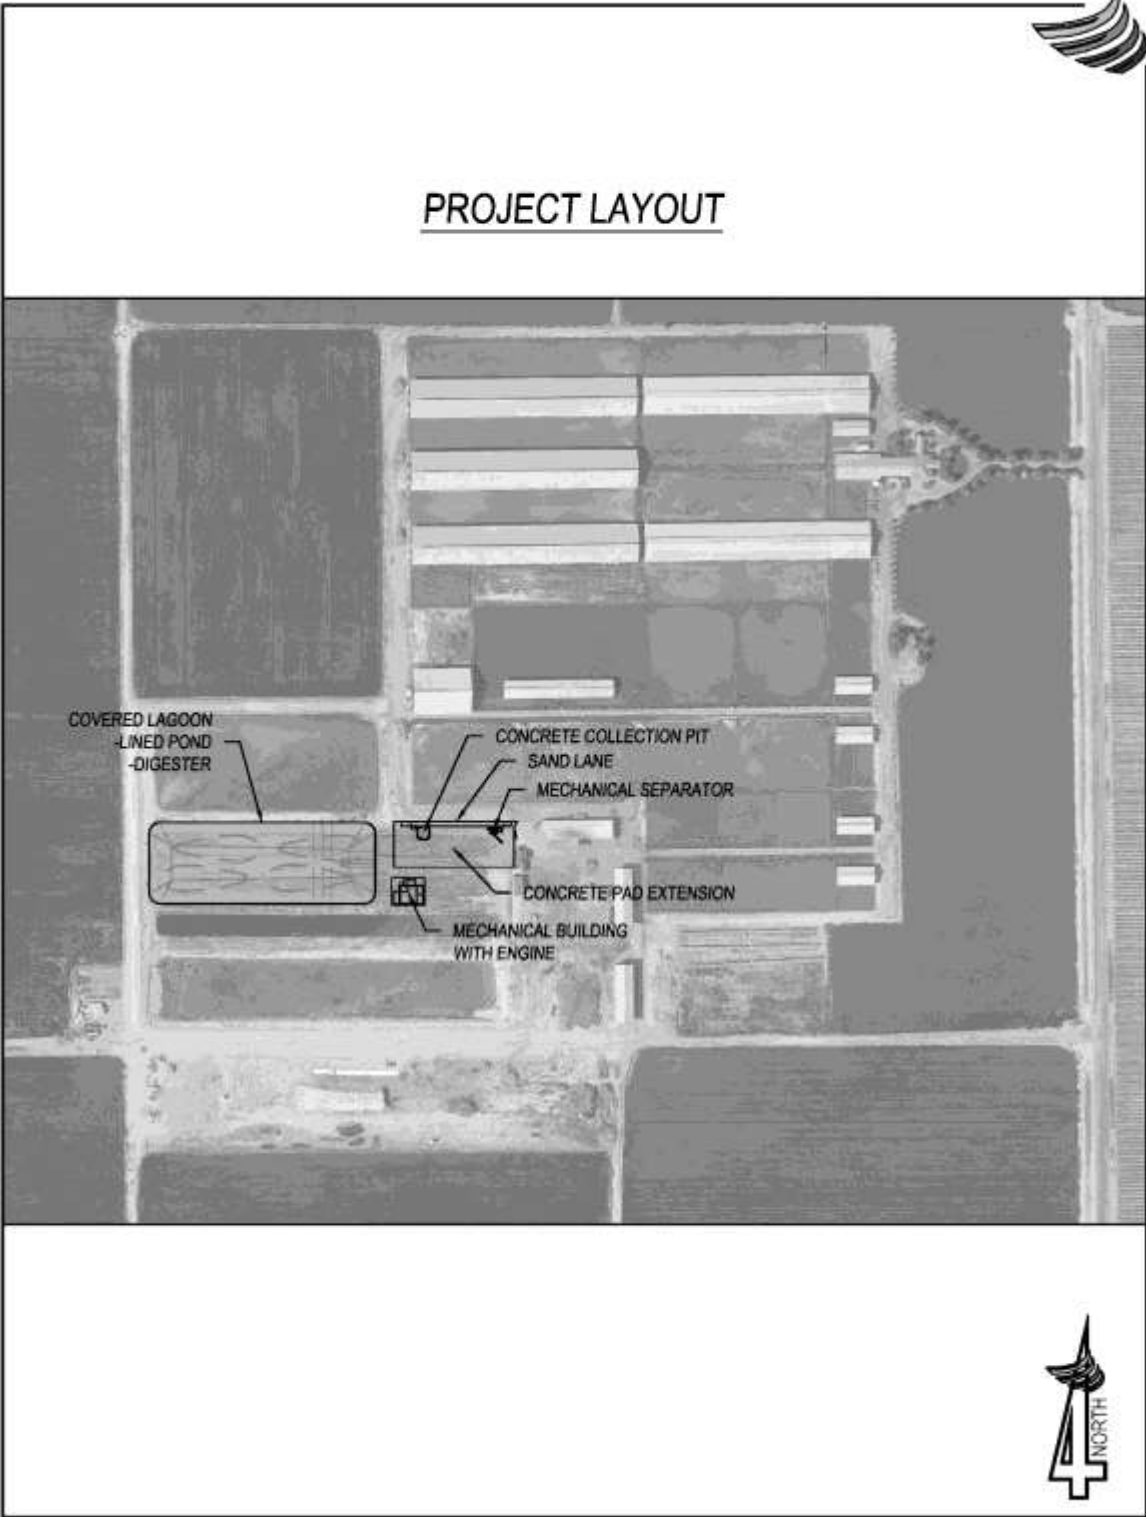 PROJECT LAYOUT
COVERED LAGOON
-LINED POND
-DIGESTER
CONCRETE COLLECTION PIT
SAND LANE
MECHANICAL SEPARATOR
CONCRETE PAD EXTENSION
MECHANICAL BUILDING
WITH ENGINE
NORTH